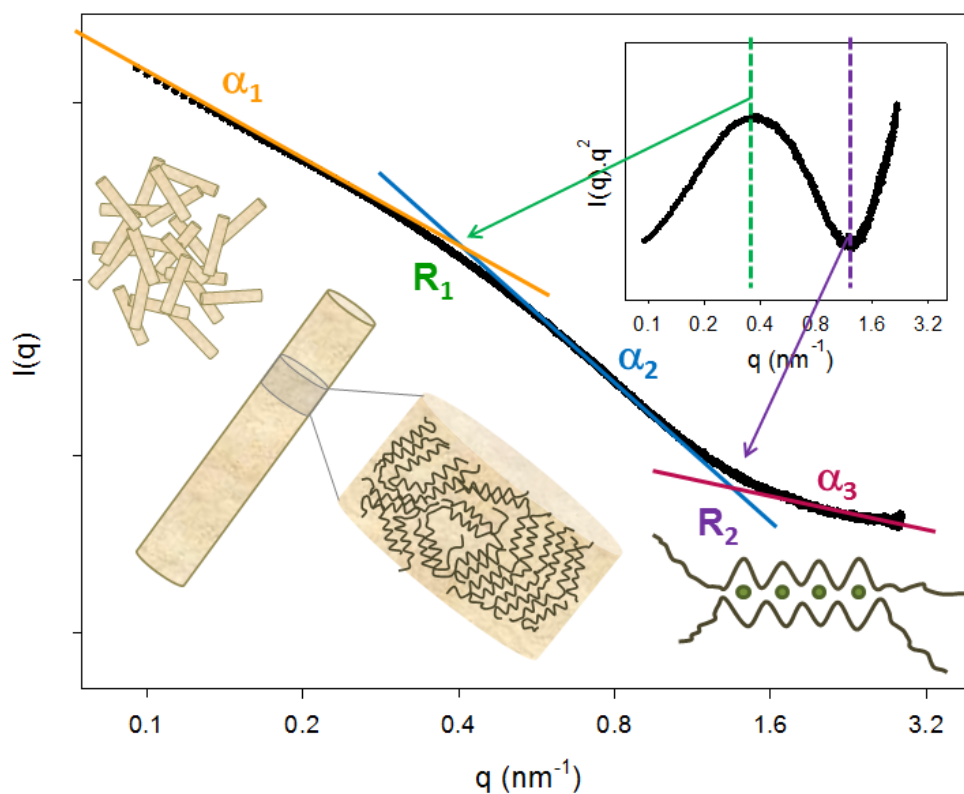 α₁
I(q).q²
0.1 0.2 0.4 0.8 1.6 3.2
q (nm⁻¹)
R₁
I(q)
α₂
α₃
R₂
0.1 0.2 0.4 0.8 1.6 3.2
q (nm⁻¹)